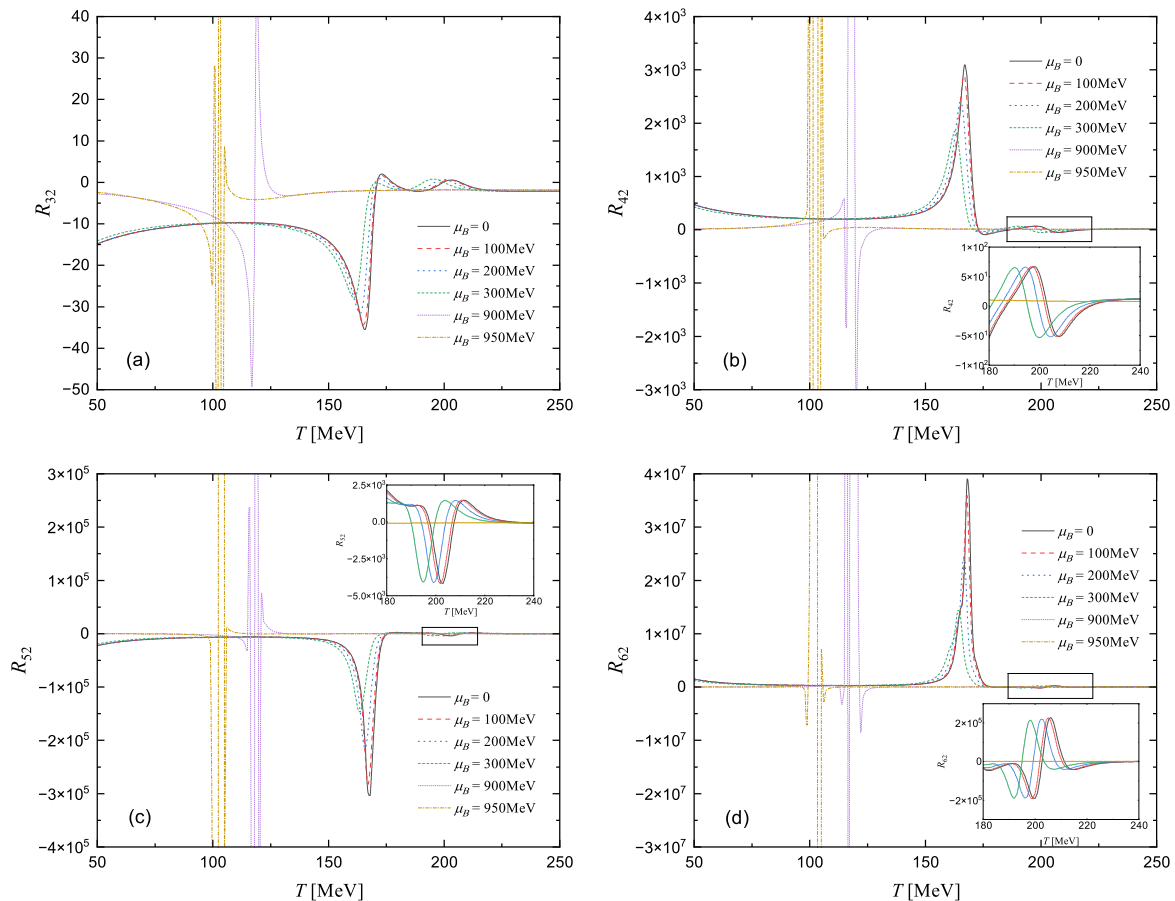 40
30
20
10
0
-10
-20
-30
-40
-50
R32
50
100
150
200
250
T [MeV]
(a)
μB = 0
μB = 100MeV
μB = 200MeV
μB = 300MeV
μB = 900MeV
μB = 950MeV
4×10³
3×10³
2×10³
1×10³
0
-1×10³
-2×10³
-3×10³
R42
50
100
150
200
250
T [MeV]
(b)
μB = 0
μB = 100MeV
μB = 200MeV
μB = 300MeV
μB = 900MeV
μB = 950MeV
1×10²
5×10¹
0
-5×10¹
-1×10²
R42
180
200
220
240
T [MeV]
3×10⁵
2×10⁵
1×10⁵
0
-1×10⁵
-2×10⁵
-3×10⁵
-4×10⁵
R52
50
100
150
200
250
T [MeV]
(c)
2.5×10³
0.0
-2.5×10³
-5.0×10³
R52
180
200
220
240
T [MeV]
μB = 0
μB = 100MeV
μB = 200MeV
μB = 300MeV
μB = 900MeV
μB = 950MeV
4×10⁷
3×10⁷
2×10⁷
1×10⁷
0
-1×10⁷
-2×10⁷
-3×10⁷
R62
50
100
150
200
250
T [MeV]
(d)
μB = 0
μB = 100MeV
μB = 200MeV
μB = 300MeV
μB = 900MeV
μB = 950MeV
2×10⁵
0
-2×10⁵
R62
180
200
220
240
T [MeV]